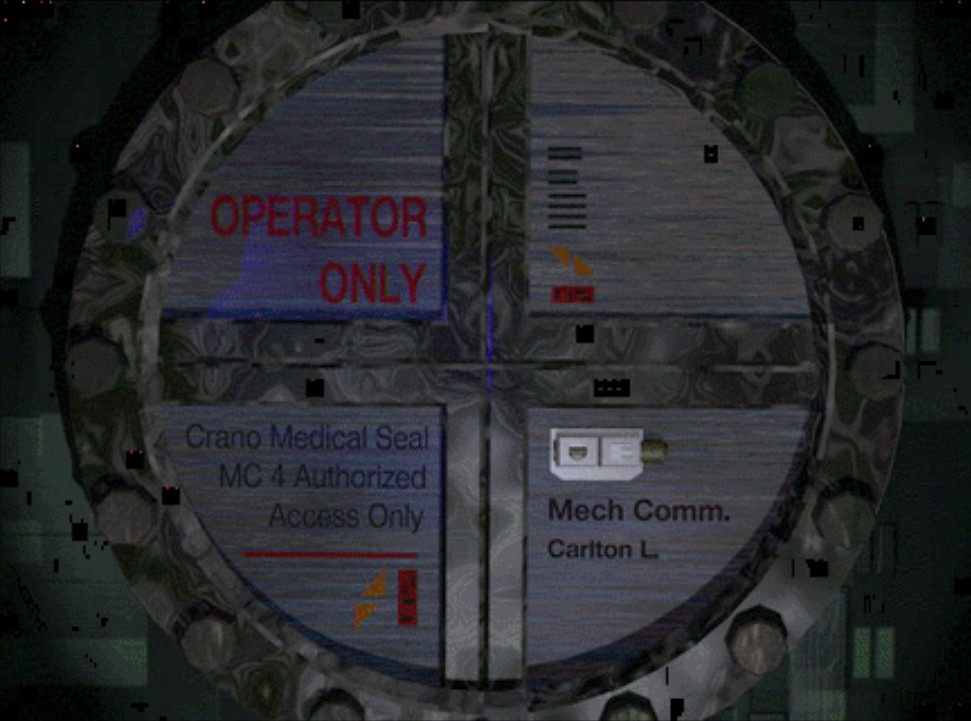 OPERATOR
ONLY
Crano Medical Seal
MC 4 Authorized
Access Only
Mech Comm.
Carlton L.